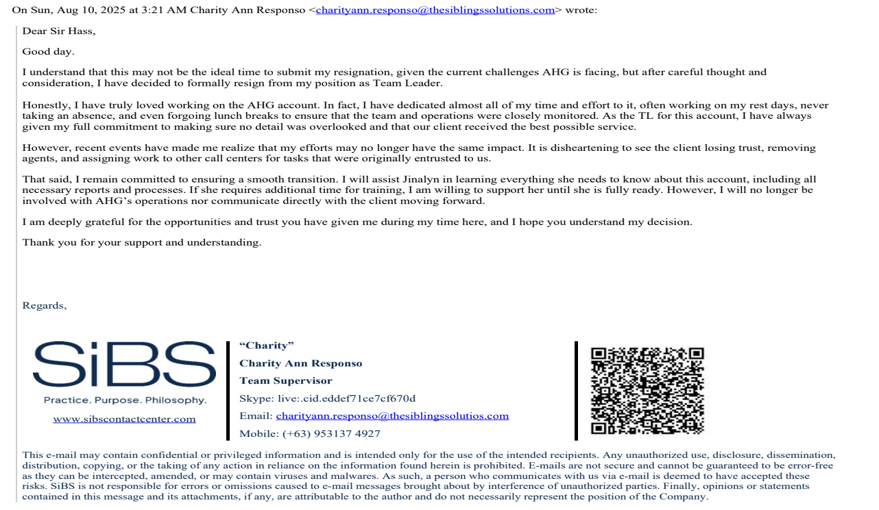 On Sun, Aug 10, 2025 at 3:21 AM Charity Ann Responso <charityann.responso@thesiblingssolutions.com> wrote:
Dear Sir Hass,
Good day.
I understand that this may not be the ideal time to submit my resignation, given the current challenges AHG is facing, but after careful thought and
consideration, I have decided to formally resign from my position as Team Leader.
Honestly, I have truly loved working on the AHG account. In fact, I have dedicated almost all of my time and effort to it, often working on my rest days, never
taking an absence, and even forgoing lunch breaks to ensure that the team and operations were closely monitored. As the TL for this account, I have always
given my full commitment to making sure no detail was overlooked and that our client received the best possible service.
However, recent events have made me realize that my efforts may no longer have the same impact. It is disheartening to see the client losing trust, removing
agents, and assigning work to other call centers for tasks that were originally entrusted to us.
That said, I remain committed to ensuring a smooth transition. I will assist Jinalyn in learning everything she needs to know about this account, including all
necessary reports and processes. If she requires additional time for training, I am willing to support her until she is fully ready. However, I will no longer be
involved with AHG's operations nor communicate directly with the client moving forward.
I am deeply grateful for the opportunities and trust you have given me during my time here, and I hope you understand my decision.
Thank you for your support and understanding.
Regards,
SiBS
Practice. Purpose. Philosophy.
www.sibscontactcenter.com
“Charity”
Charity Ann Responso
Team Supervisor
Skype: live:.cid.eddef71ce7cf670d
Email: charityann.responso@thesiblingssolutios.com
Mobile: (+63) 953137 4927
This e-mail may contain confidential or privileged information and is intended only for the use of the intended recipients. Any unauthorized use, disclosure, dissemination,
distribution, copying, or the taking of any action in reliance on the information found herein is prohibited. E-mails are not secure and cannot be guaranteed to be error-free
as they can be intercepted, amended, or may contain viruses and malwares. As such, a person who communicates with us via e-mail is deemed to have accepted these
risks. SiBS is not responsible for errors or omissions caused to e-mail messages brought about by interference of unauthorized parties. Finally, opinions or statements
contained in this message and its attachments, if any, are attributable to the author and do not necessarily represent the position of the Company.